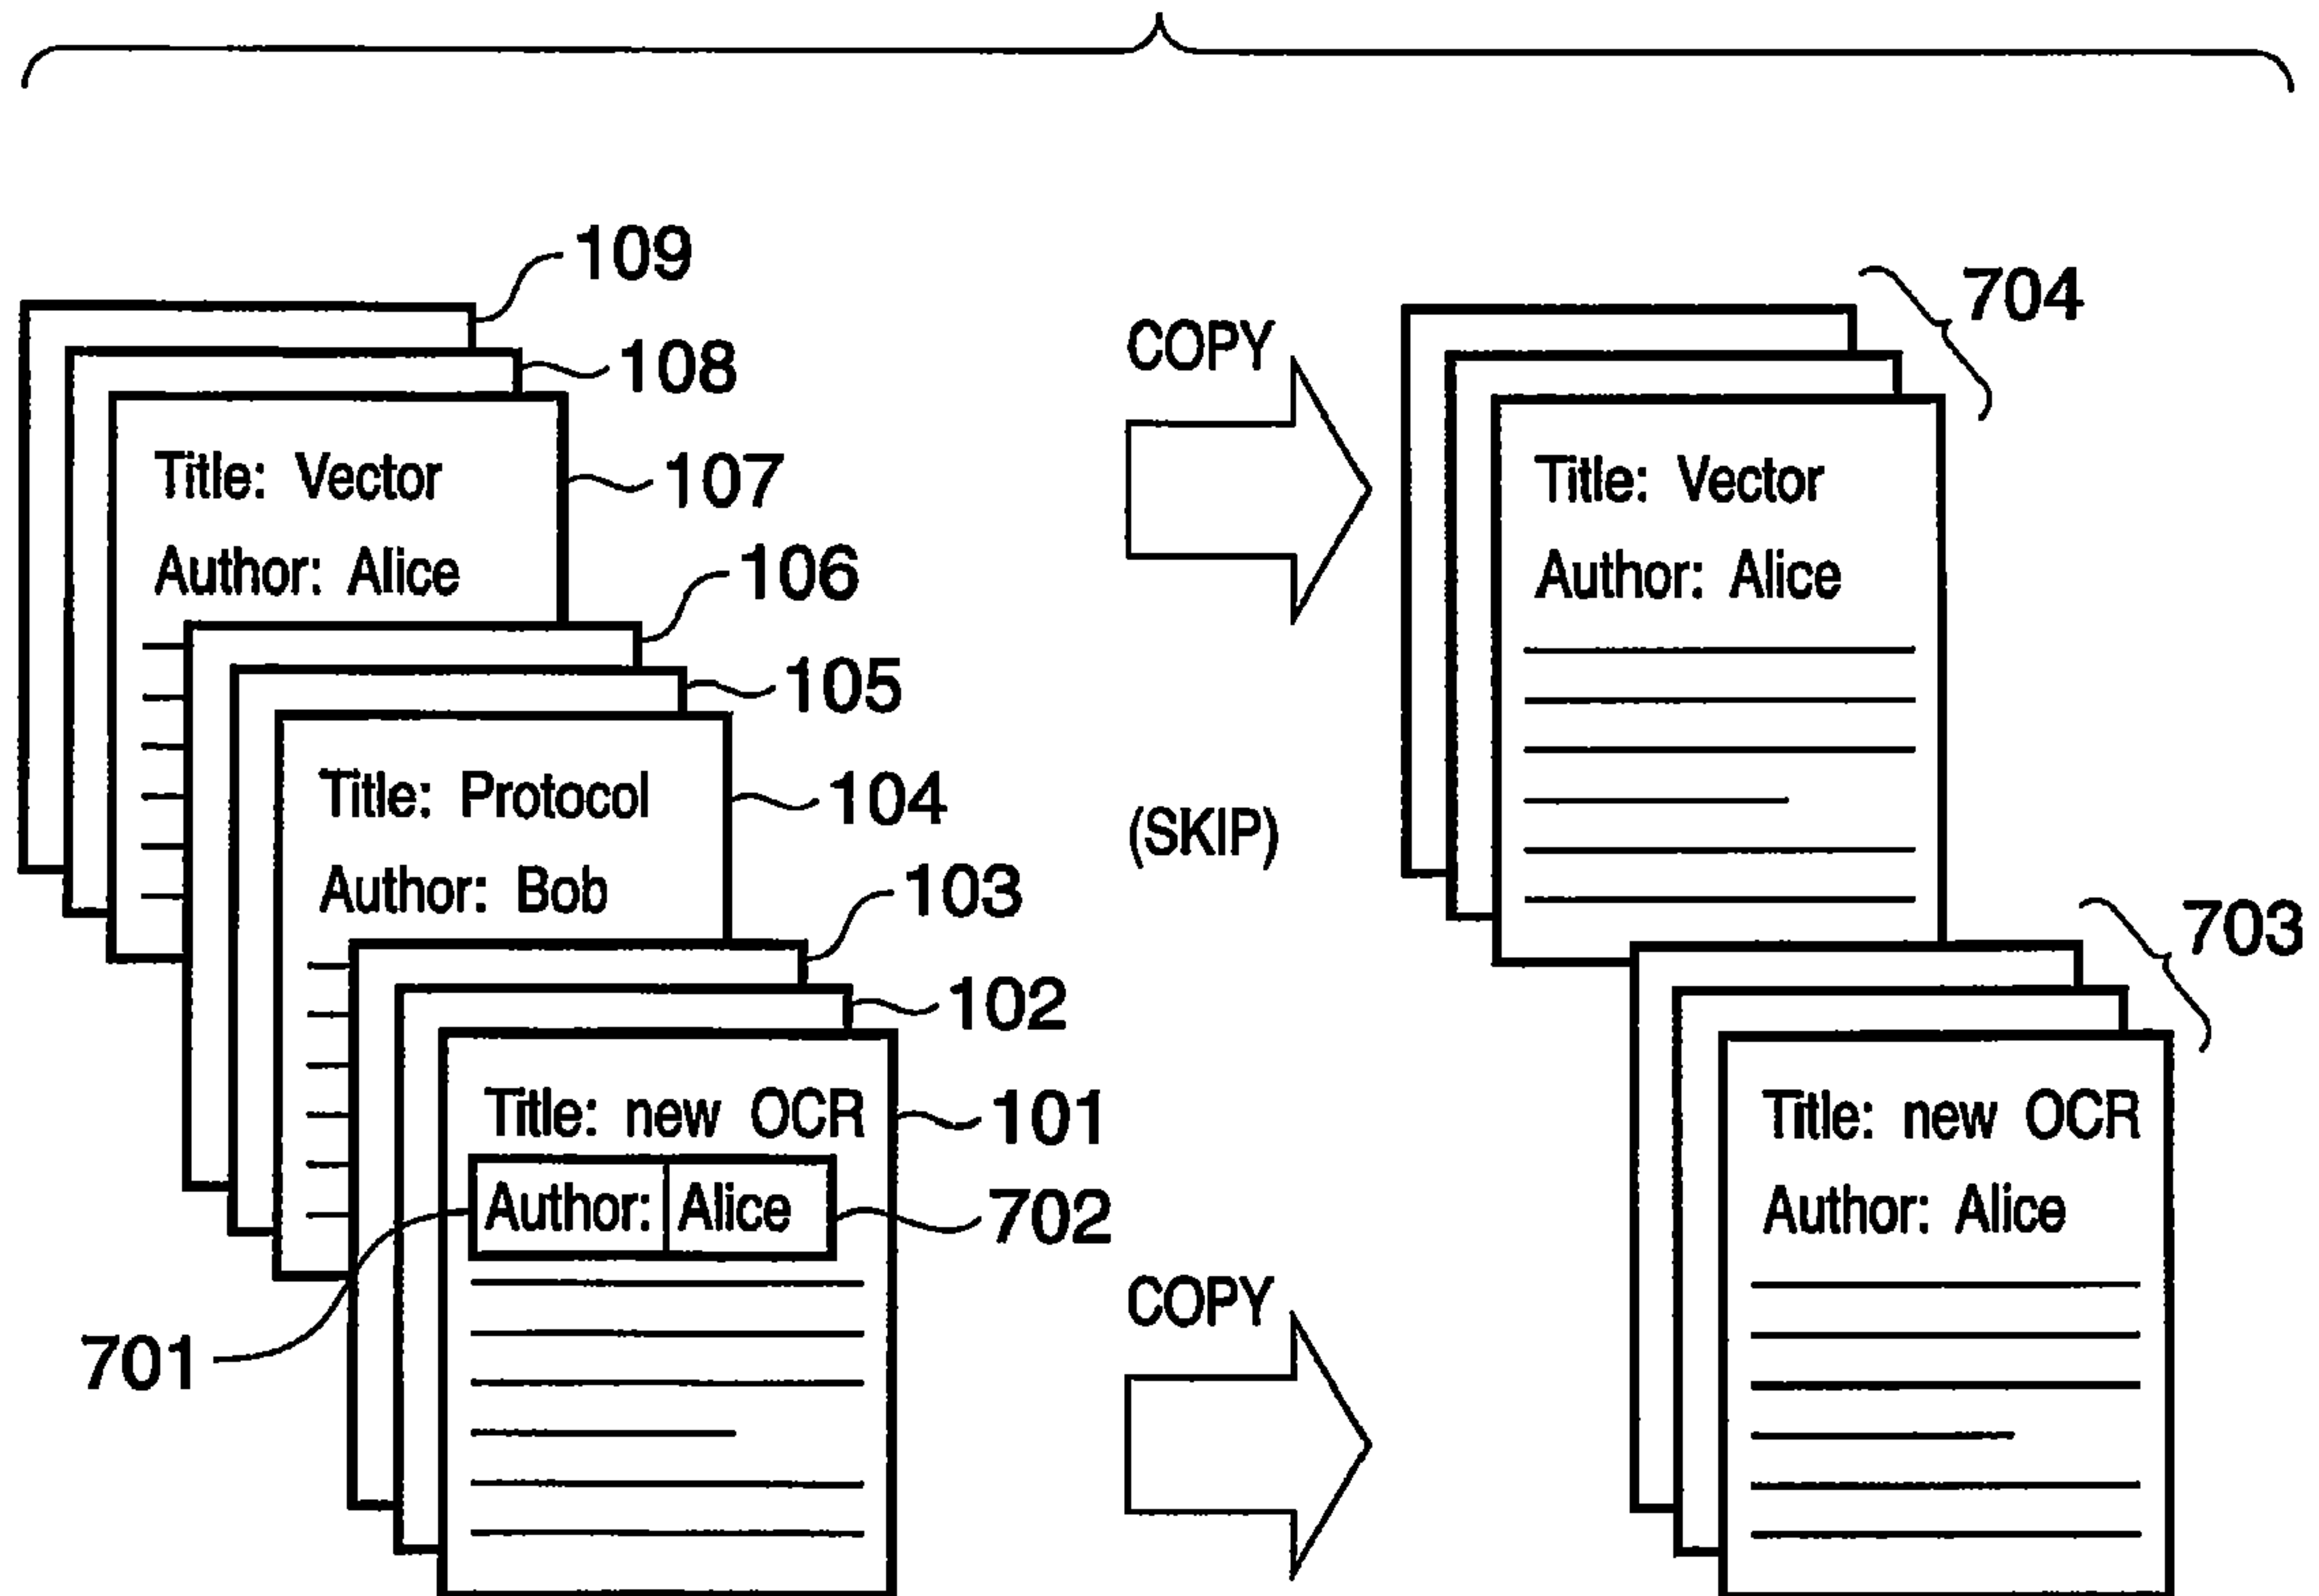 109
108
Title: Vector
107
Author: Alice
106
105
Title: Protocol
104
Author: Bob
103
102
Title: new OCR
101
Author: Alice
702
701
COPY
(SKIP)
COPY
704
Title: Vector
Author: Alice
703
Title: new OCR
Author: Alice